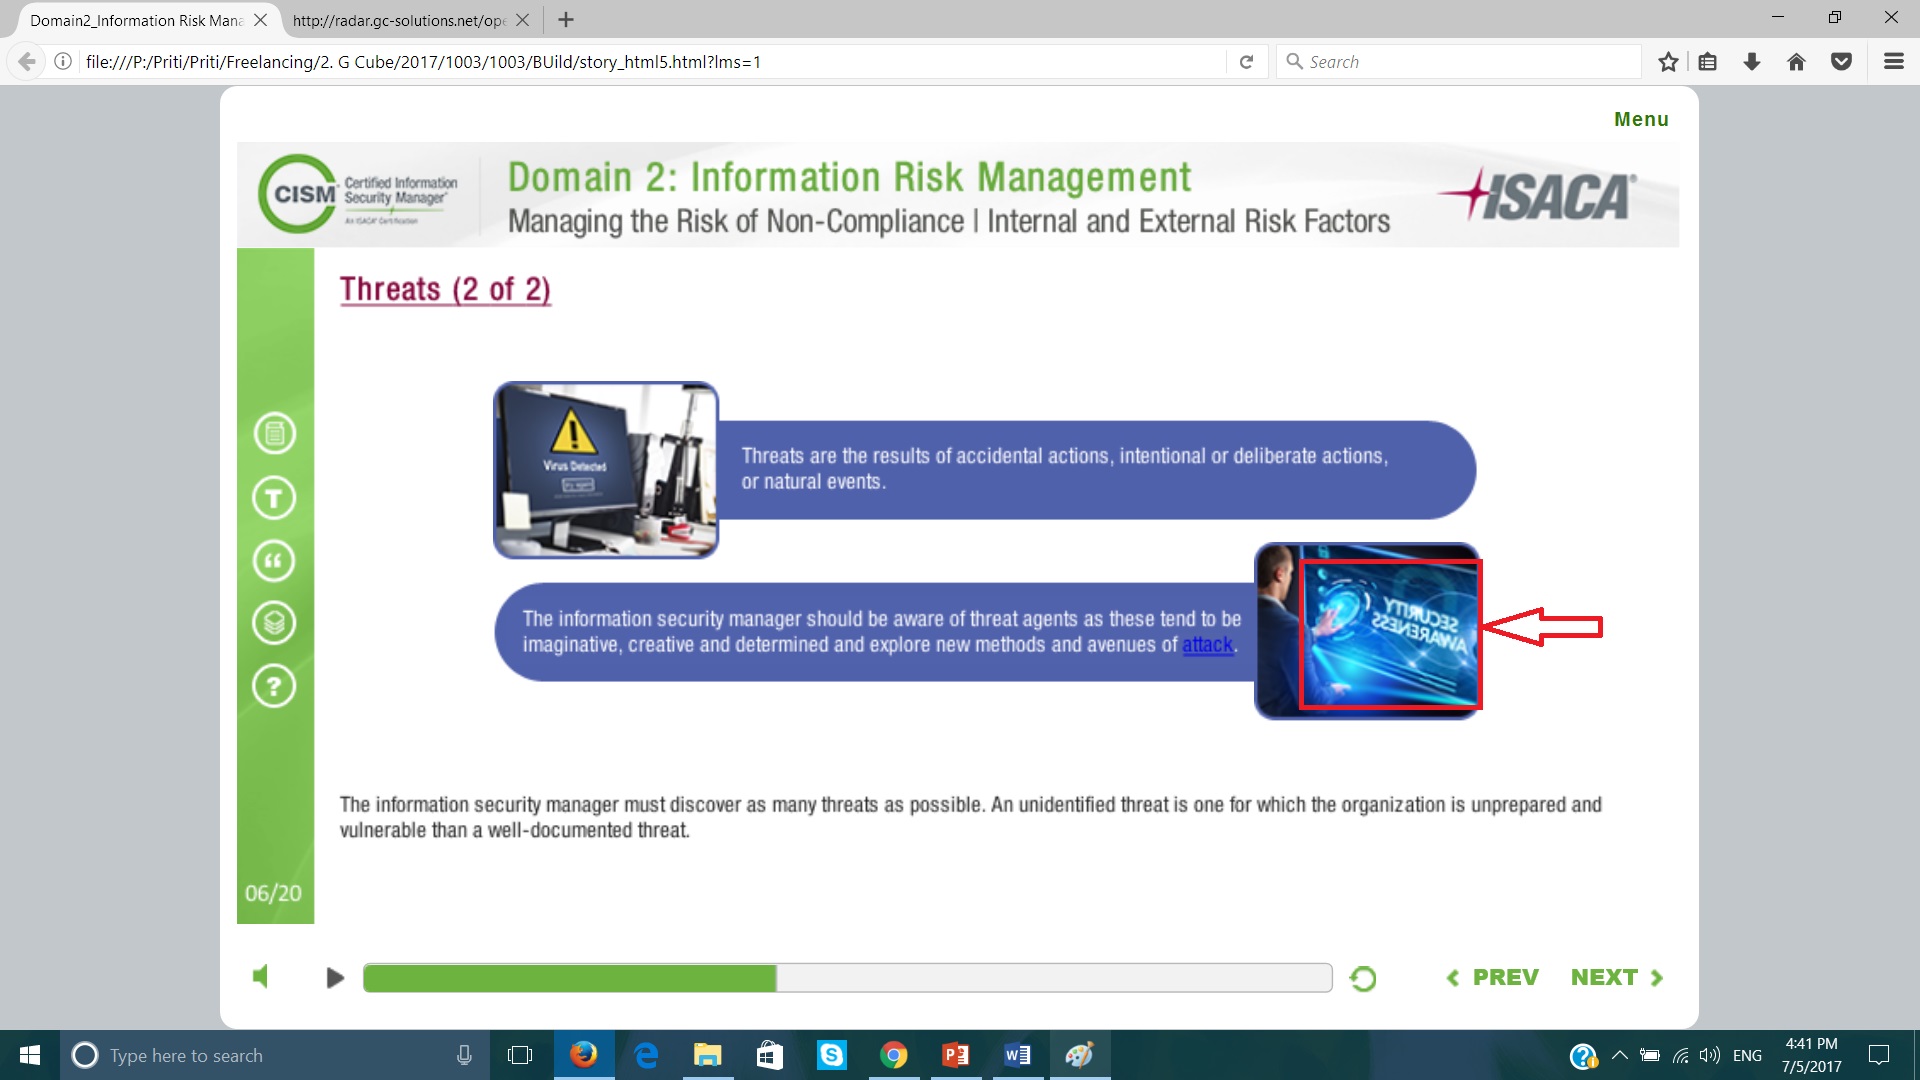 Domain2_Information Risk Mana
http://radar.gc-solutions.net/ope
file:///P:/Priti/Priti/Freelancing/2. G Cube/2017/1003/1003/BUild/story_html5.html?lms=1
Search
Menu
CISM
Certified Information
Security Manager®
An ISACA® Certification
Domain 2: Information Risk Management
Managing the Risk of Non-Compliance | Internal and External Risk Factors
ISACA®
Threats (2 of 2)
Virus Detected
Threats are the results of accidental actions, intentional or deliberate actions,
or natural events.
The information security manager should be aware of threat agents as these tend to be
imaginative, creative and determined and explore new methods and avenues of attack.
SECURITY
AWARENESS
T
?
The information security manager must discover as many threats as possible. An unidentified threat is one for which the organization is unprepared and
vulnerable than a well-documented threat.
06/20
PREV
NEXT
Type here to search
ENG
4:41 PM
7/5/2017